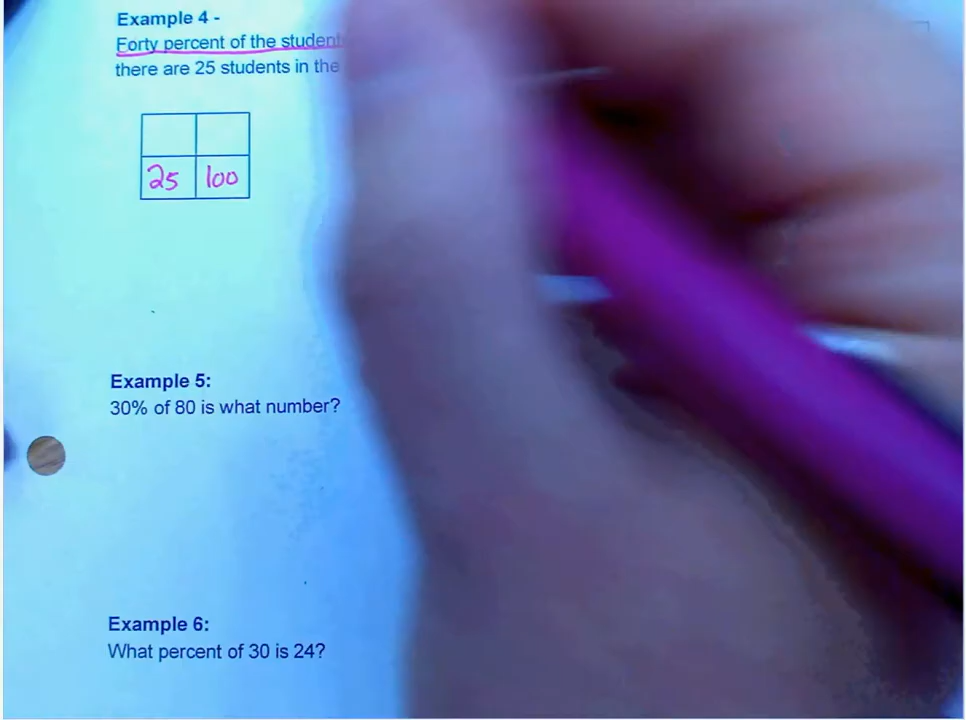 Example 4 -
Forty percent of the
there are 25 students in the
25 100
Example 5:
30% of 80 is what number?
Example 6:
What percent of 30 is 24?